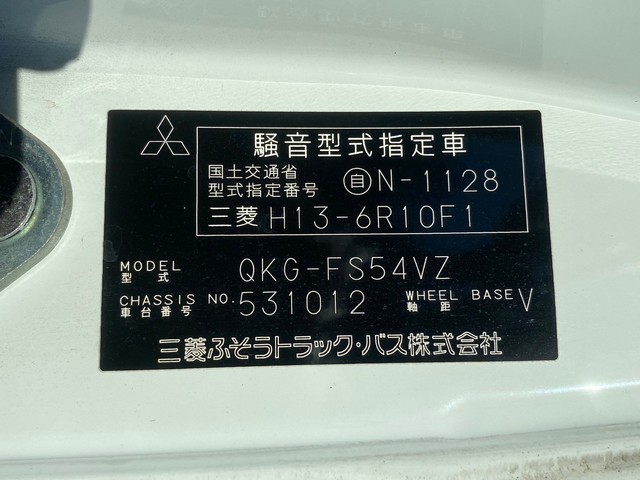 騒音型式指定車
国土交通省
型式指定番号 自N-1128
三菱 H13-6R10F1
MODEL
型式 QKG-FS54VZ
CHASSIS NO.
車台番号 531012 WHEEL BASE
軸距 V
三菱ふそうトラック・バス株式会社